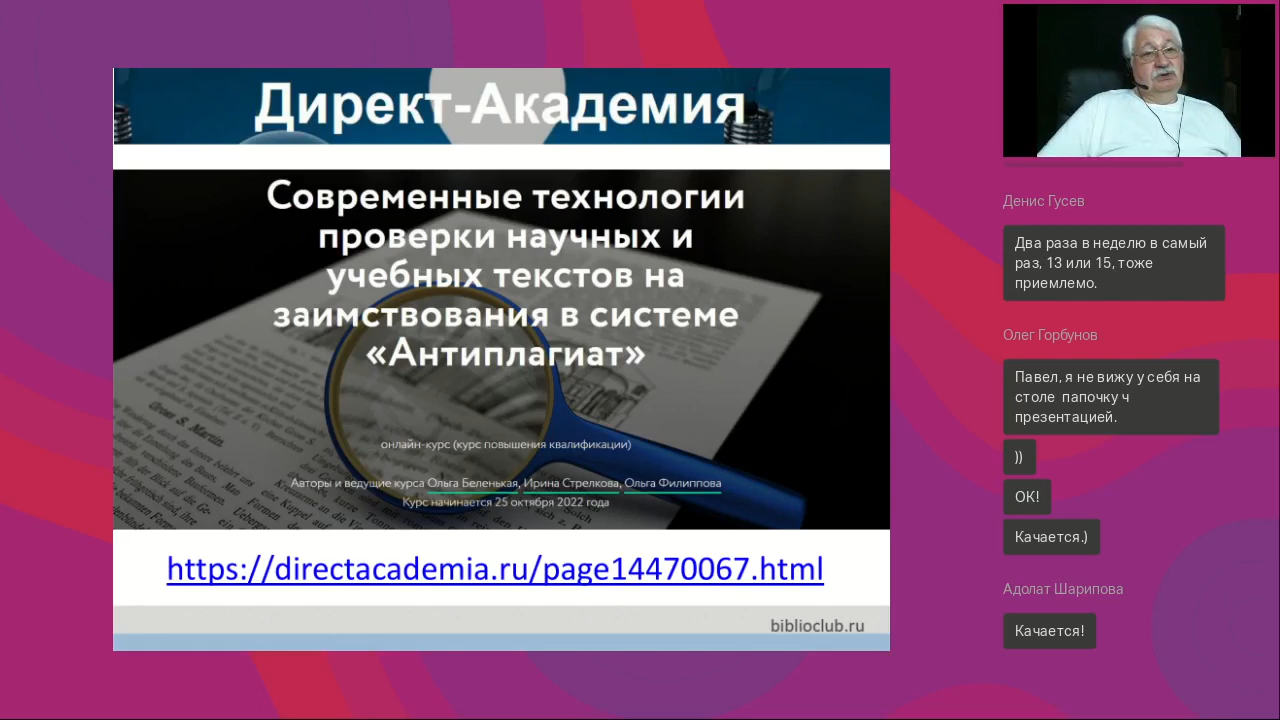 Директ-Академия
Современные технологии
проверки научных и
учебных текстов на
заимствования в системе
«Антиплагиат»
онлайн-курс (курс повышения квалификации)
Авторы и ведущие курса Ольга Беленькая, Ирина Стрелкова, Ольга Филиппова
Курс начинается 25 октября 2022 года
https://directacademia.ru/page14470067.html
biblioclub.ru
Денис Гусев
Два раза в неделю в самый
раз, 13 или 15, тоже
приемлемо.
Олег Горбунов
Павел, я не вижу у себя на
столе папочку ч
презентацией.
))
ОК!
Качается.)
Адолат Шарипова
Качается!